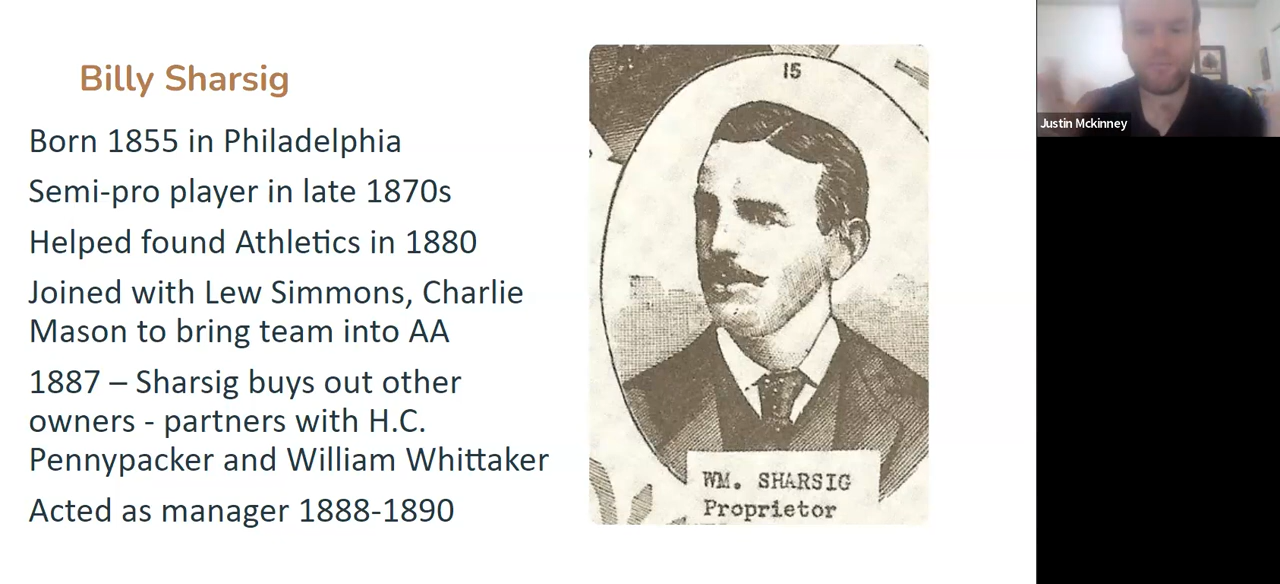 Billy Sharsig
Born 1855 in Philadelphia
Semi-pro player in late 1870s
Helped found Athletics in 1880
Joined with Lew Simmons, Charlie
Mason to bring team into AA
1887 – Sharsig buys out other
owners - partners with H.C.
Pennypacker and William Whittaker
Acted as manager 1888-1890
15
WM. SHARSIG
Proprietor
Justin Mckinney